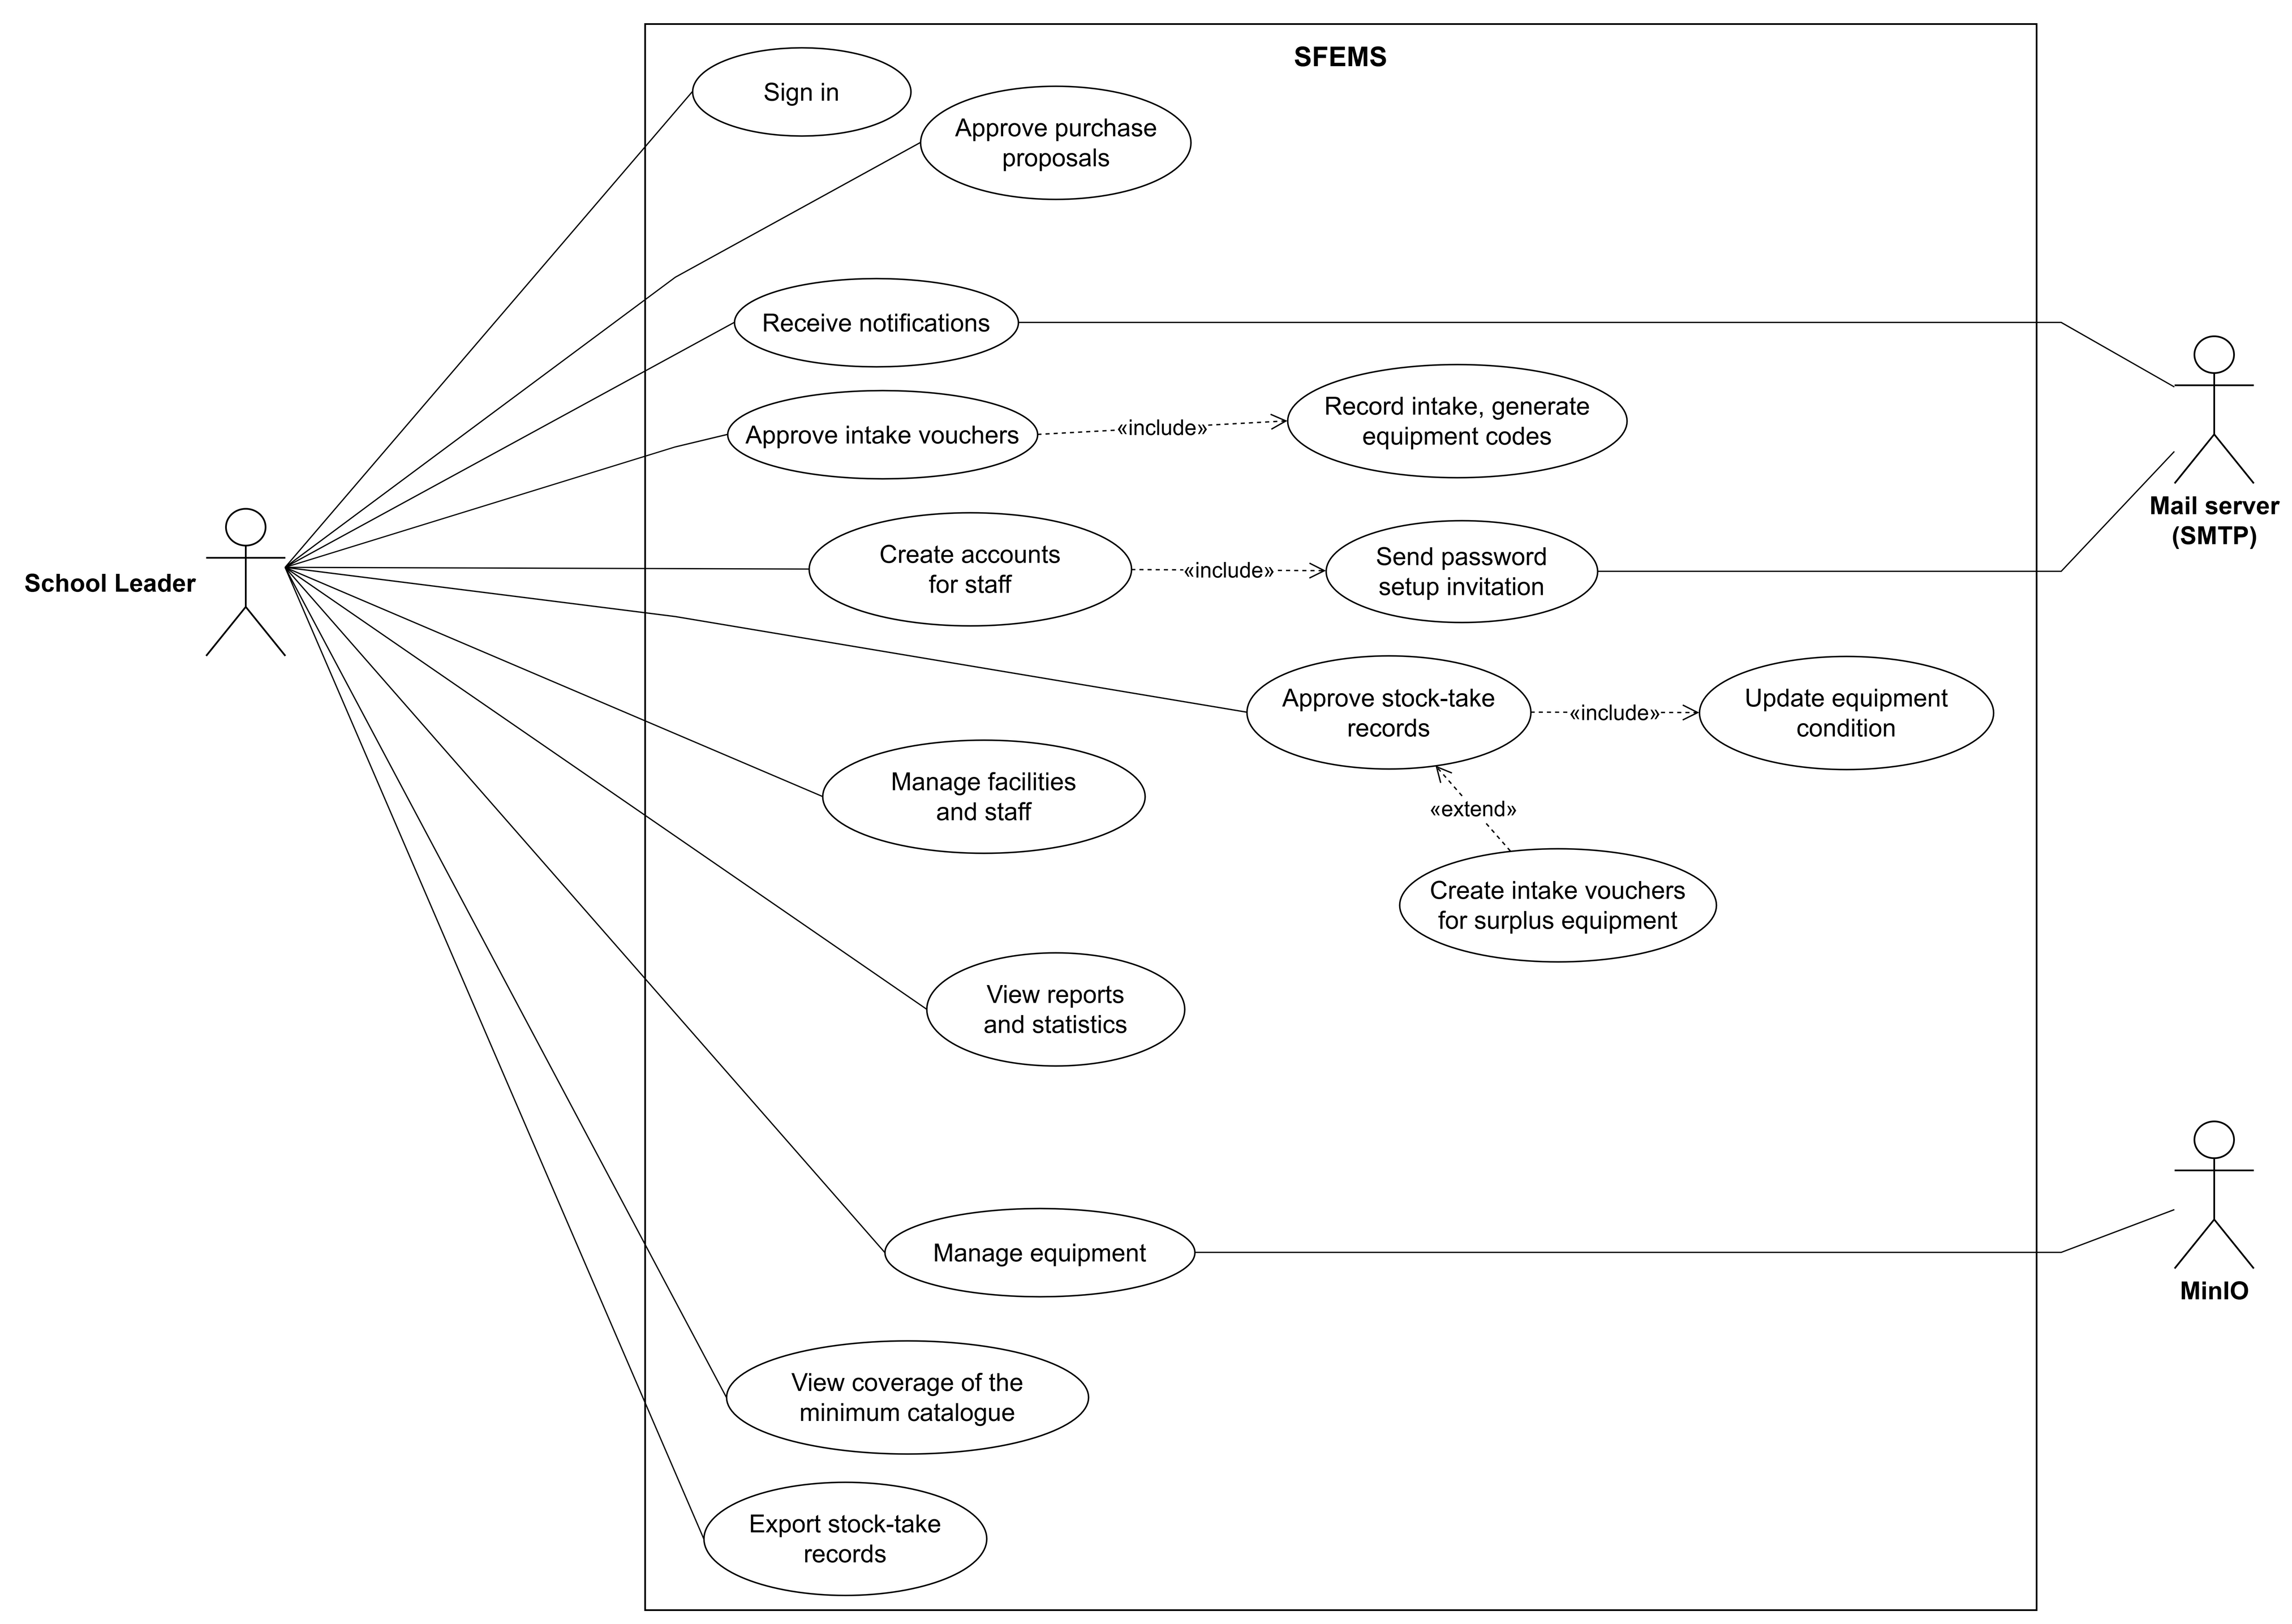 SFEMS
Sign in
Approve purchase
proposals
Receive notifications
Approve intake vouchers
«include»
Record intake, generate
equipment codes
Mail server
(SMTP)
School Leader
Create accounts
for staff
«include»
Send password
setup invitation
Approve stock-take
records
«include»
Update equipment
condition
Manage facilities
and staff
«extend»
Create intake vouchers
for surplus equipment
View reports
and statistics
Manage equipment
MinIO
View coverage of the
minimum catalogue
Export stock-take
records